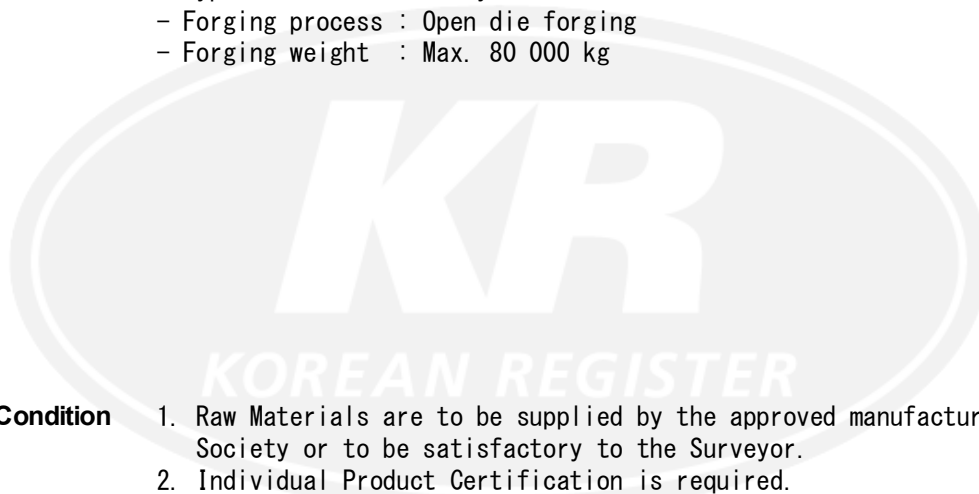 - Forging process : Open die forging
- Forging weight : Max. 80 000 kg
KR
KOREAN REGISTER
Condition 1. Raw Materials are to be supplied by the approved
Society or to be satisfactory to the Surveyor.
2. Individual Product Certification is required.